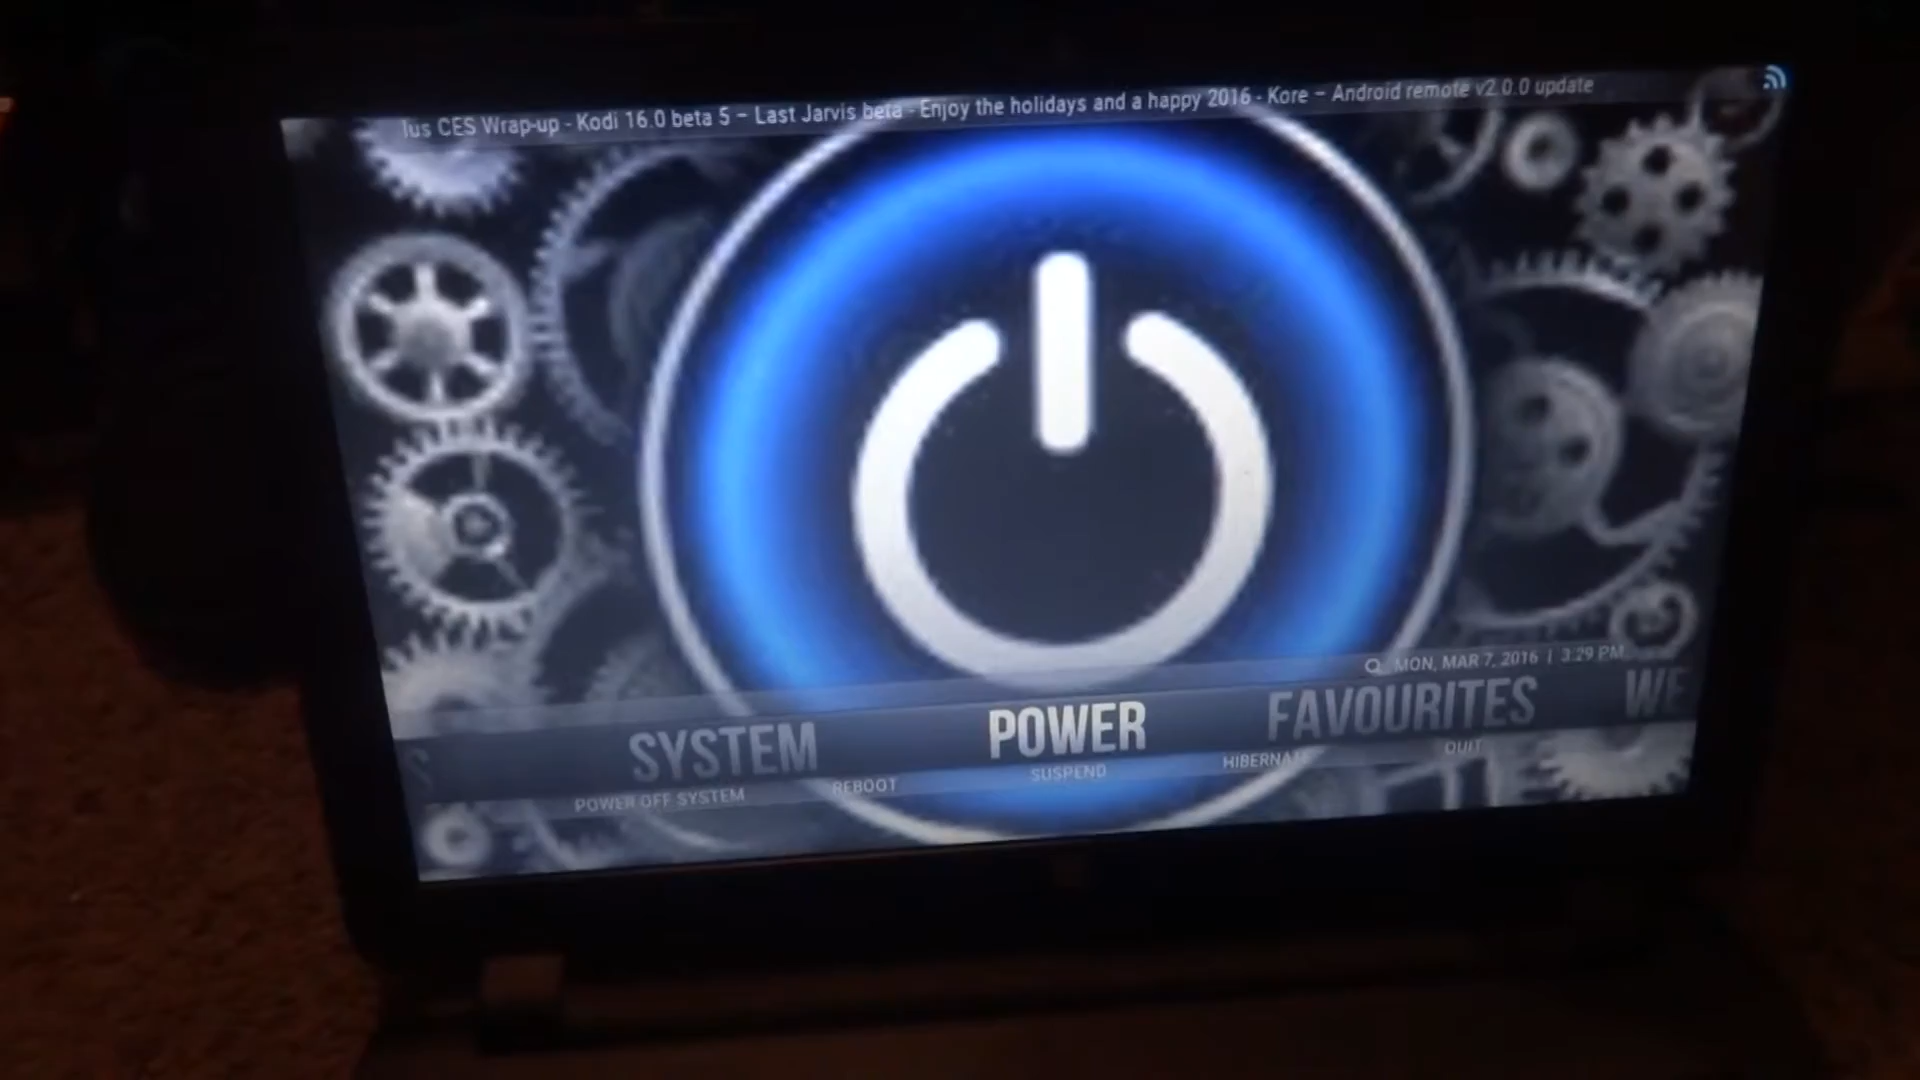 lus CES Wrap-up - Kodi 16.0 beta 5 – Last Jarvis beta - Enjoy the holidays and a happy 2016 - Kore – Android remote v2.0.0 update
MON, MAR 7, 2016 | 3:29 PM
S SYSTEM POWER FAVOURITES WE
POWER OFF SYSTEM REBOOT SUSPEND HIBERNATE QUIT